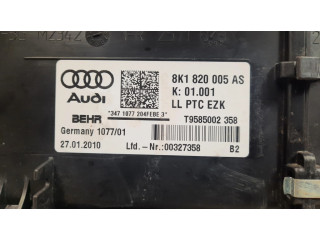 Audi
8K1 820 005 AS
K: 01.001
LL PTC EZK
*347 1077 204FEBE 3*
BEHR
T9585002 358
Germany 1077/01
27.01.2010
Lfd.-Nr.:00327358
B2